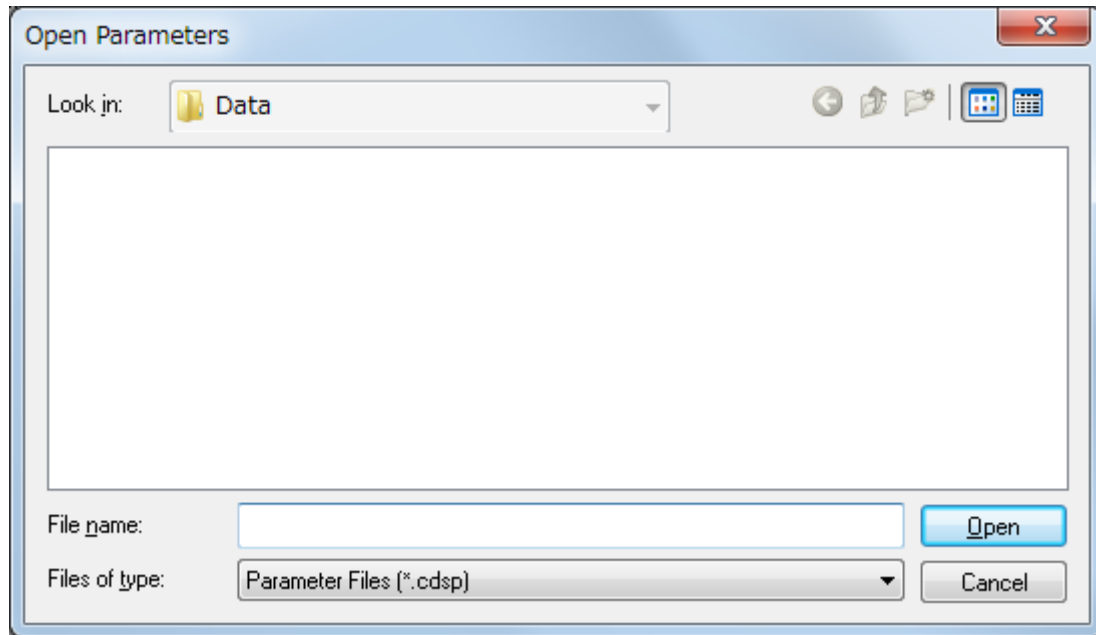 Open Parameters
Look in: Data
File name: Open
Files of type: Parameter Files (*.cdsp) Cancel